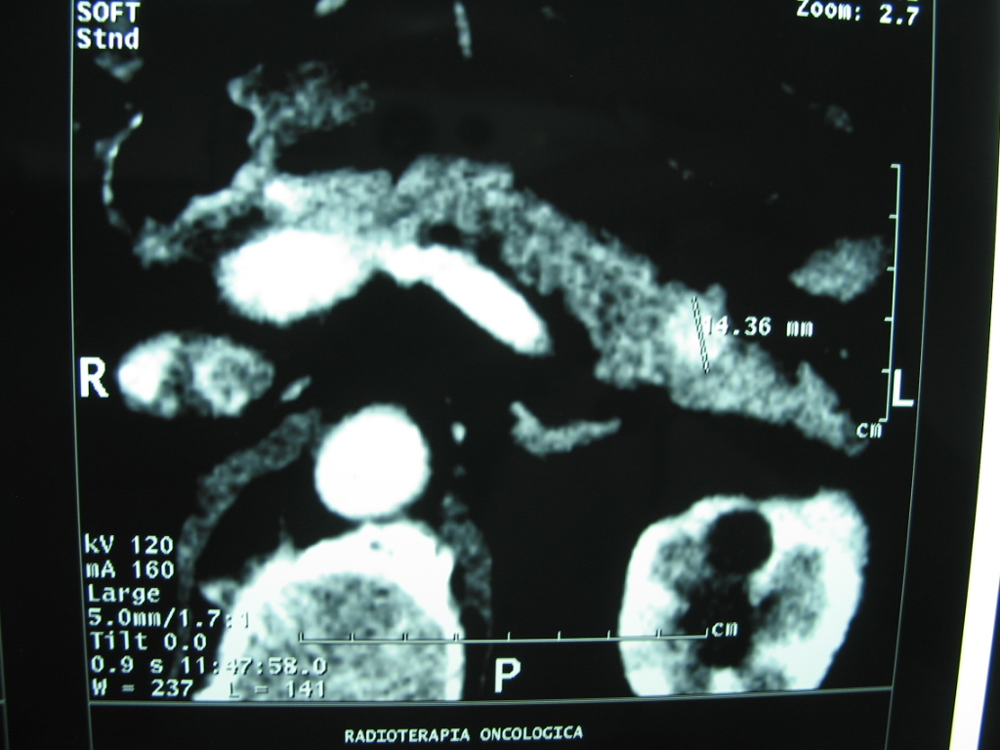 SOFT
Stnd
Zoom: 2.7
14.36 mm
R
L
cm
kV 120
mA 160
Large
5.0mm/1.7:1
Tilt 0.0
0.9 s 11:47:58.0
W = 237 L = 141
cm
P
RADIOTERAPIA ONCOLOGICA